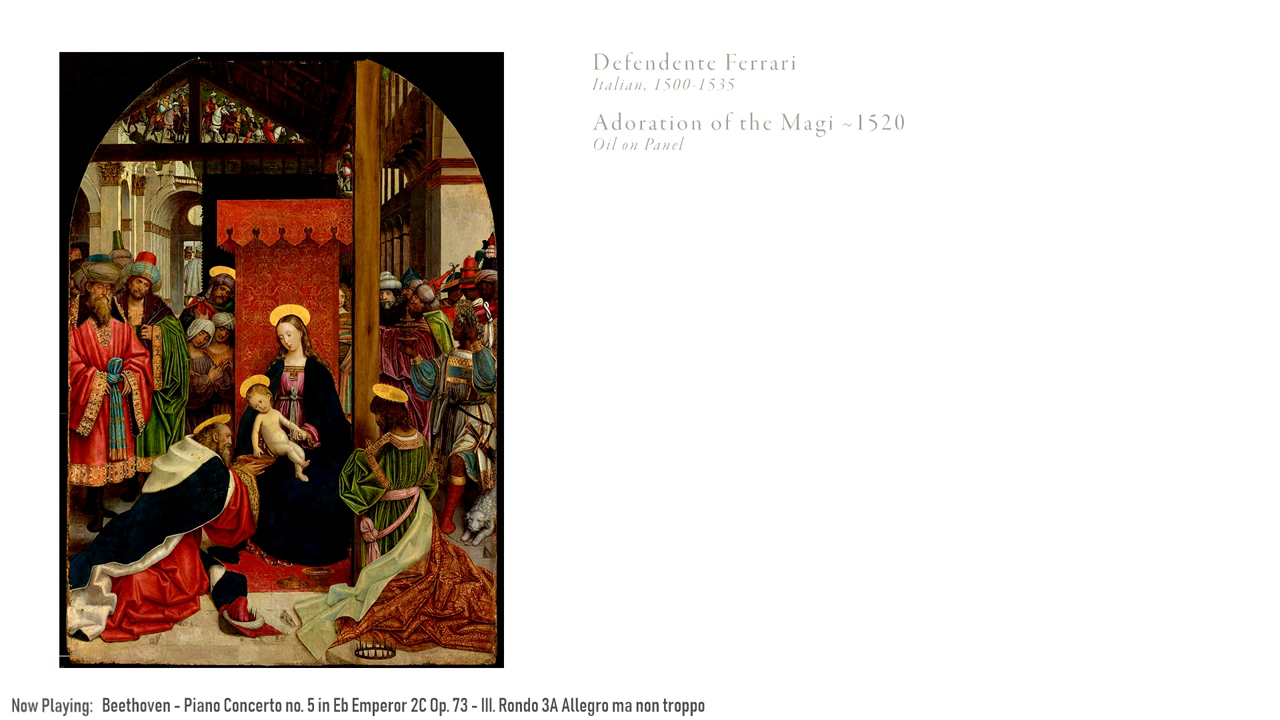 Defendente Ferrari
Italian, 1500-1535
Adoration of the Magi ~1520
Oil on Panel
Now Playing: Beethoven - Piano Concerto no. 5 in Eb Emperor 2C Op. 73 - III. Rondo 3A Allegro ma non troppo